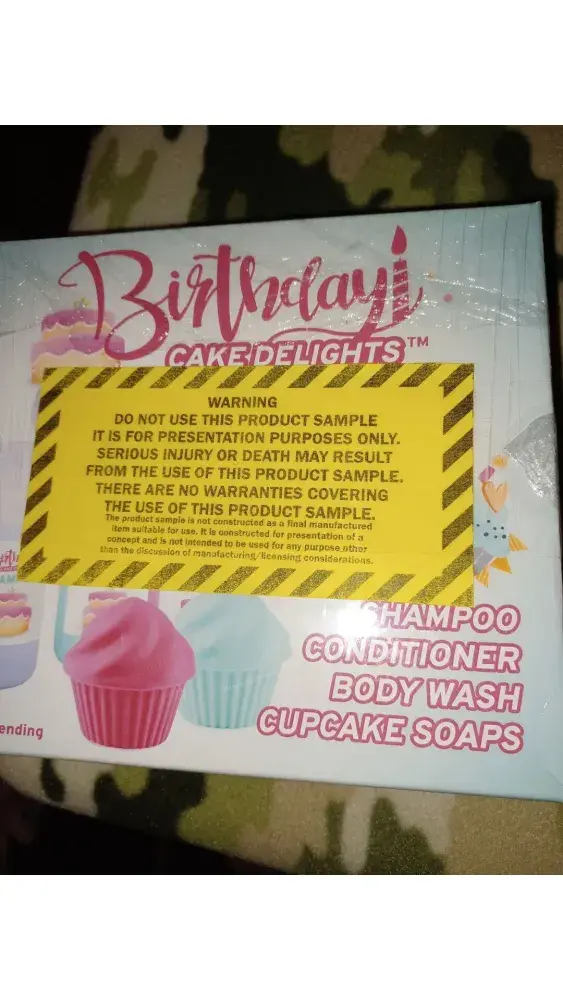 Birthday
CAKE DELIGHTS™
WARNING
DO NOT USE THIS PRODUCT SAMPLE
IT IS FOR PRESENTATION PURPOSES ONLY.
SERIOUS INJURY OR DEATH MAY RESULT
FROM THE USE OF THIS PRODUCT SAMPLE.
THERE ARE NO WARRANTIES COVERING
THE USE OF THIS PRODUCT SAMPLE.
The product sample is not constructed as a final manufactured
item suitable for use. It is constructed for presentation of a
concept and is not intended to be used for any purpose other
than the discussion of manufacturing/licensing considerations.
SHAMPOO
CONDITIONER
BODY WASH
CUPCAKE SOAPS
ending